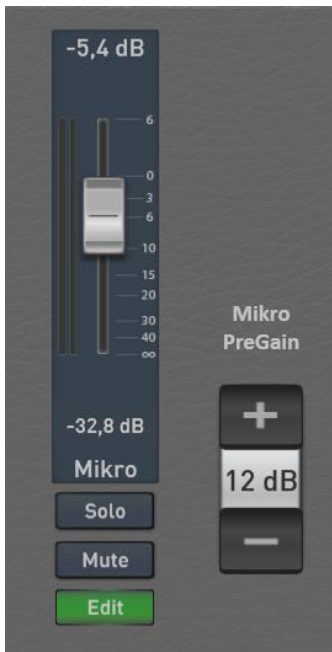 -5,4 dB
6
0
3
6
10
15
20
30
40
∞
-32,8 dB
Mikro
Solo
Mute
Edit
Mikro
PreGain
+
12 dB
−